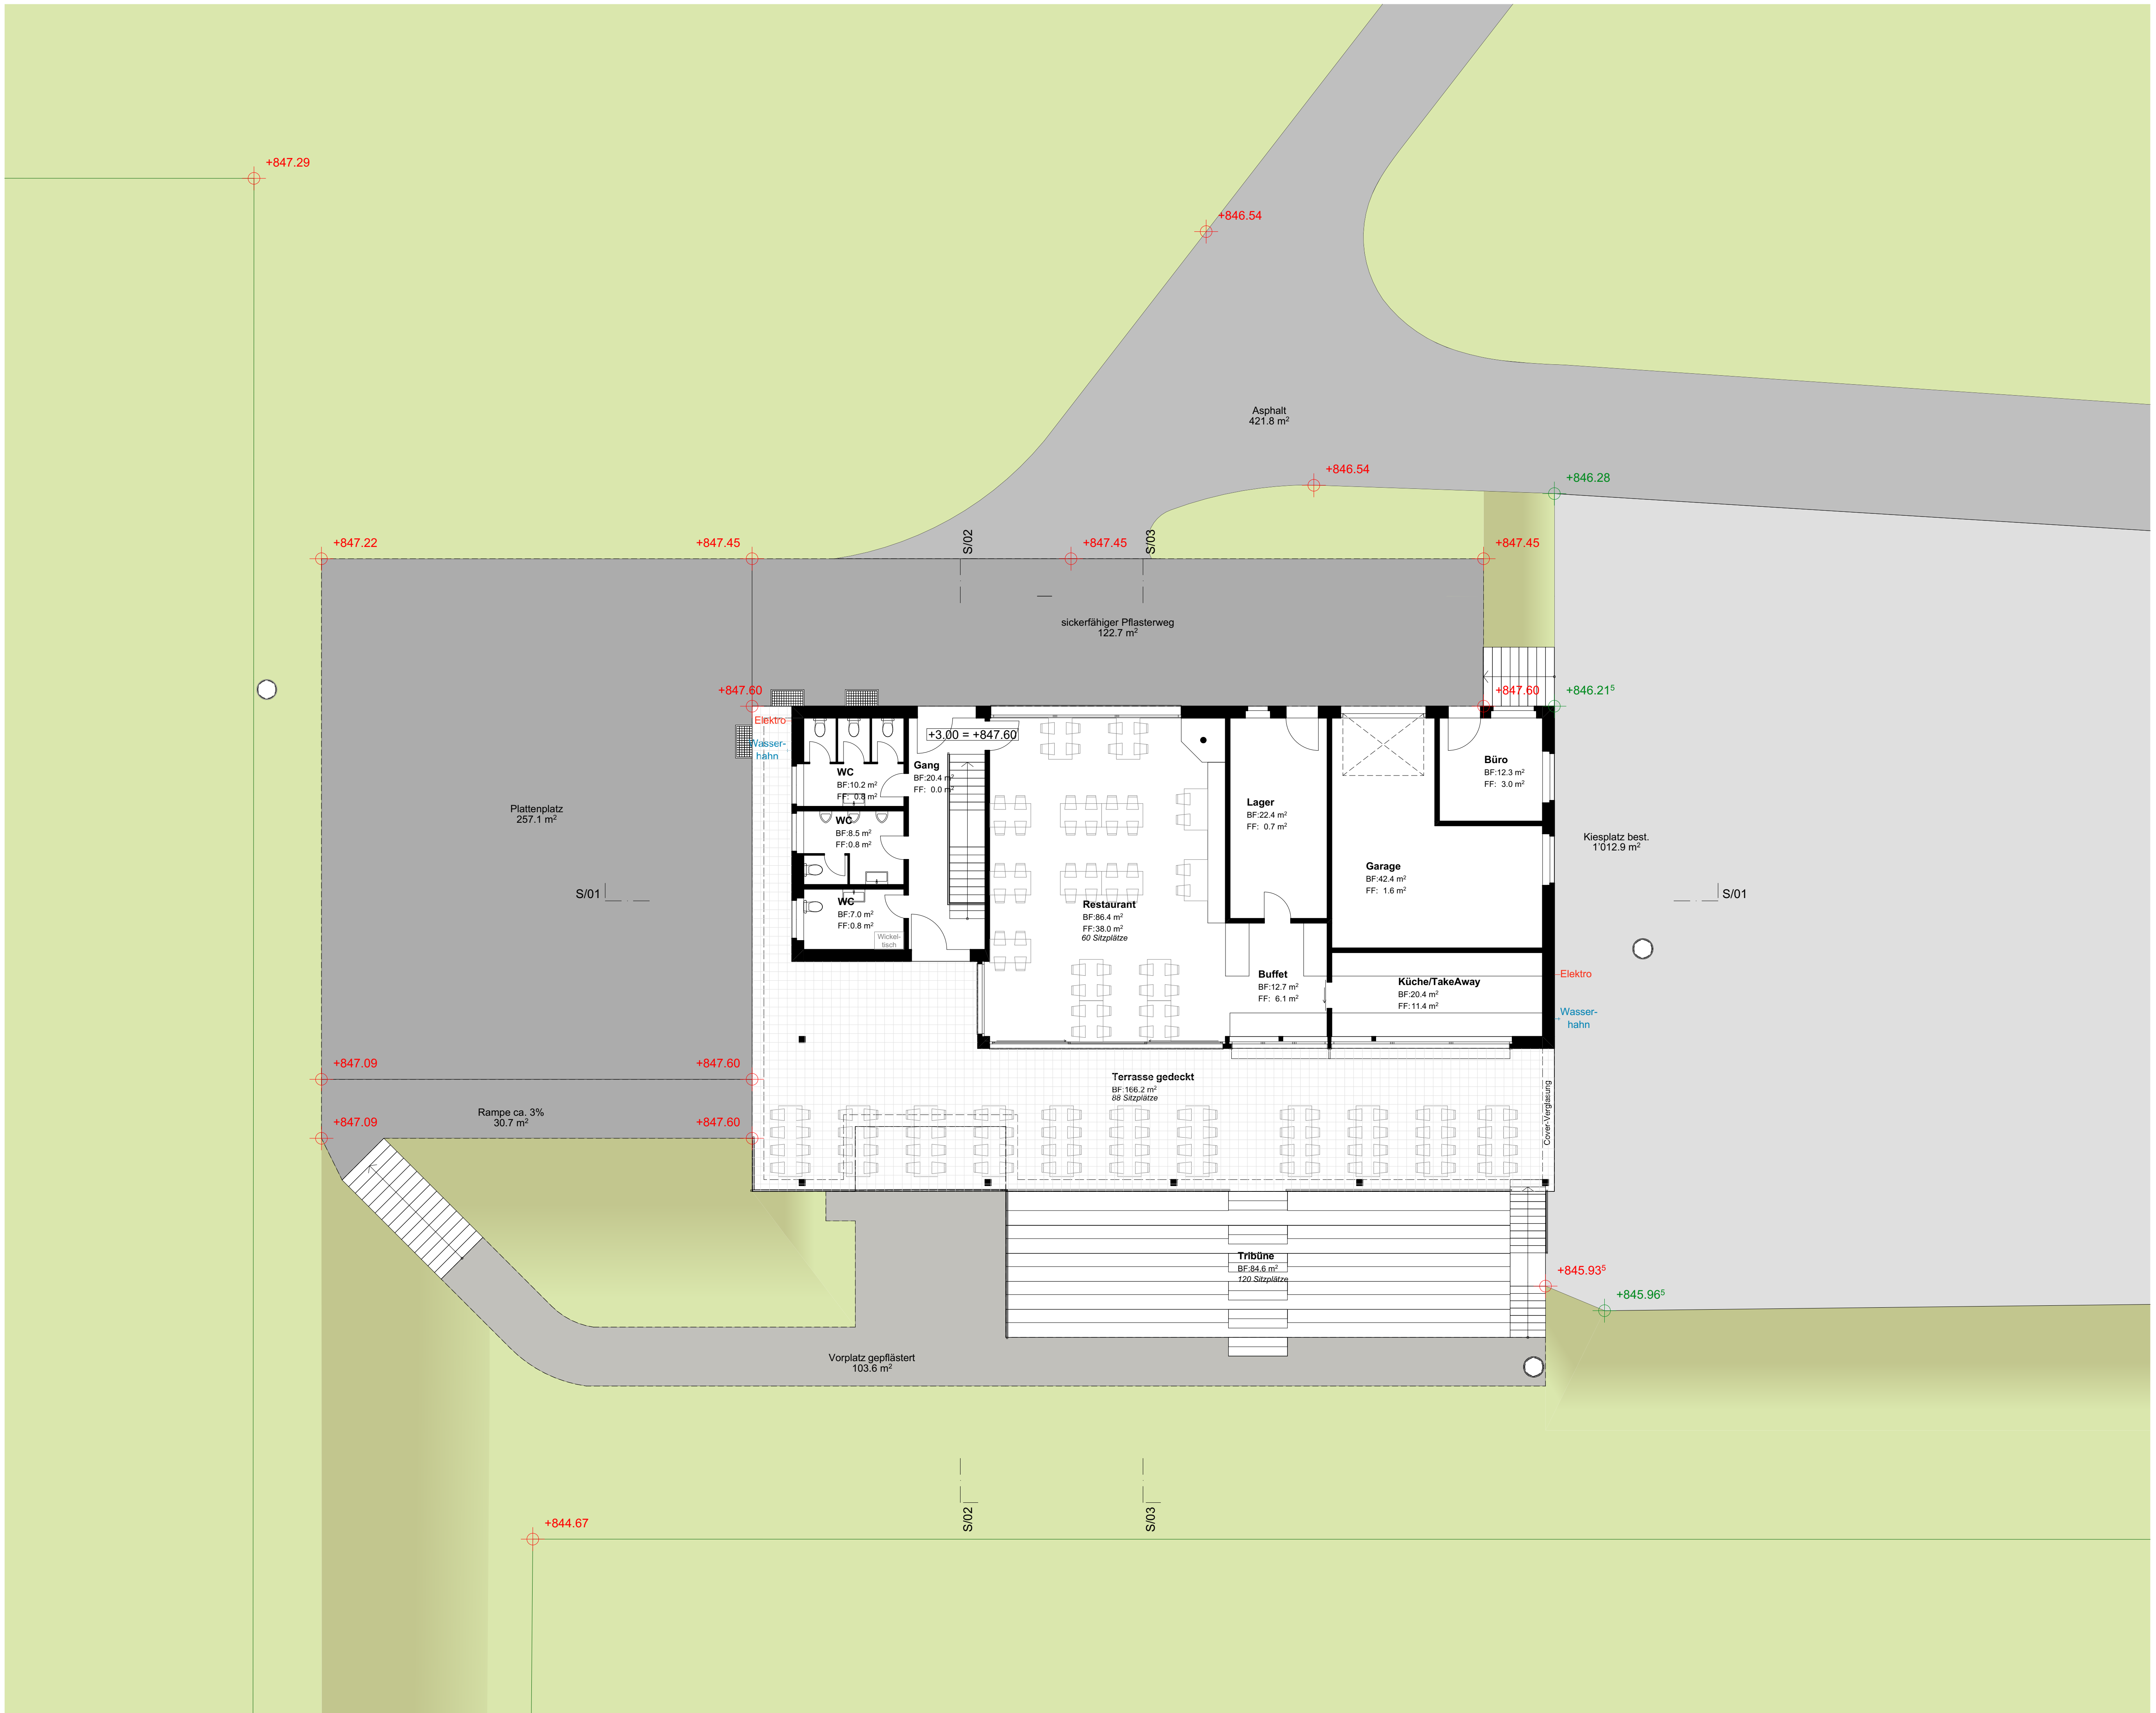 +847.29
+846.54
Asphalt
421.8 m²
+846.54
+846.28
+847.22
+847.45
S/02
+847.45
S/03
+847.45
sickerfähiger Pflasterweg
122.7 m²
+847.60
+847.60
+846.21⁵
Elektro
Wasser-
hahn
+3.00 = +847.60
WC
BF:10.2 m²
FF: 0.8 m²
Gang
BF:20.4 m²
FF: 0.0 m²
Büro
BF:12.3 m²
FF: 3.0 m²
Plattenplatz
257.1 m²
WC
BF:8.5 m²
FF:0.8 m²
Lager
BF:22.4 m²
FF: 0.7 m²
Kiesplatz best.
1'012.9 m²
Garage
BF:42.4 m²
FF: 1.6 m²
S/01
S/01
WC
BF:7.0 m²
FF:0.8 m²
Wickel-
tisch
Restaurant
BF:86.4 m²
FF:38.0 m²
60 Sitzplätze
Buffet
BF:12.7 m²
FF: 6.1 m²
Küche/TakeAway
BF:20.4 m²
FF:11.4 m²
Elektro
Wasser-
hahn
+847.09
+847.60
Terrasse gedeckt
BF:166.2 m²
88 Sitzplätze
Cover-Verglasung
Rampe ca. 3%
30.7 m²
+847.09
+847.60
Tribüne
BF:84.6 m²
120 Sitzplätze
+845.93⁵
+845.96⁵
Vorplatz gepflästert
103.6 m²
S/02
S/03
+844.67